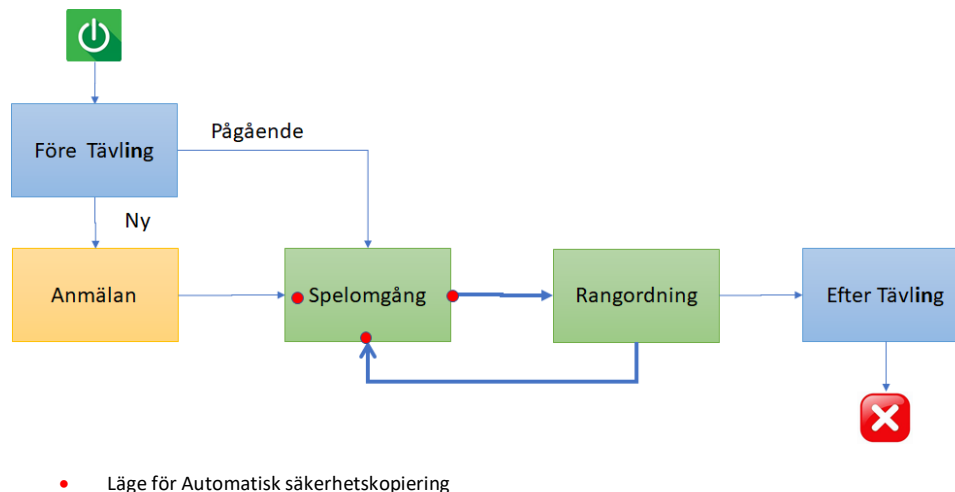 Pågående
Före Tävling
Ny
Anmälan
Spelomgång
Rangordning
Efter Tävling
• Läge för Automatisk säkerhetskopiering